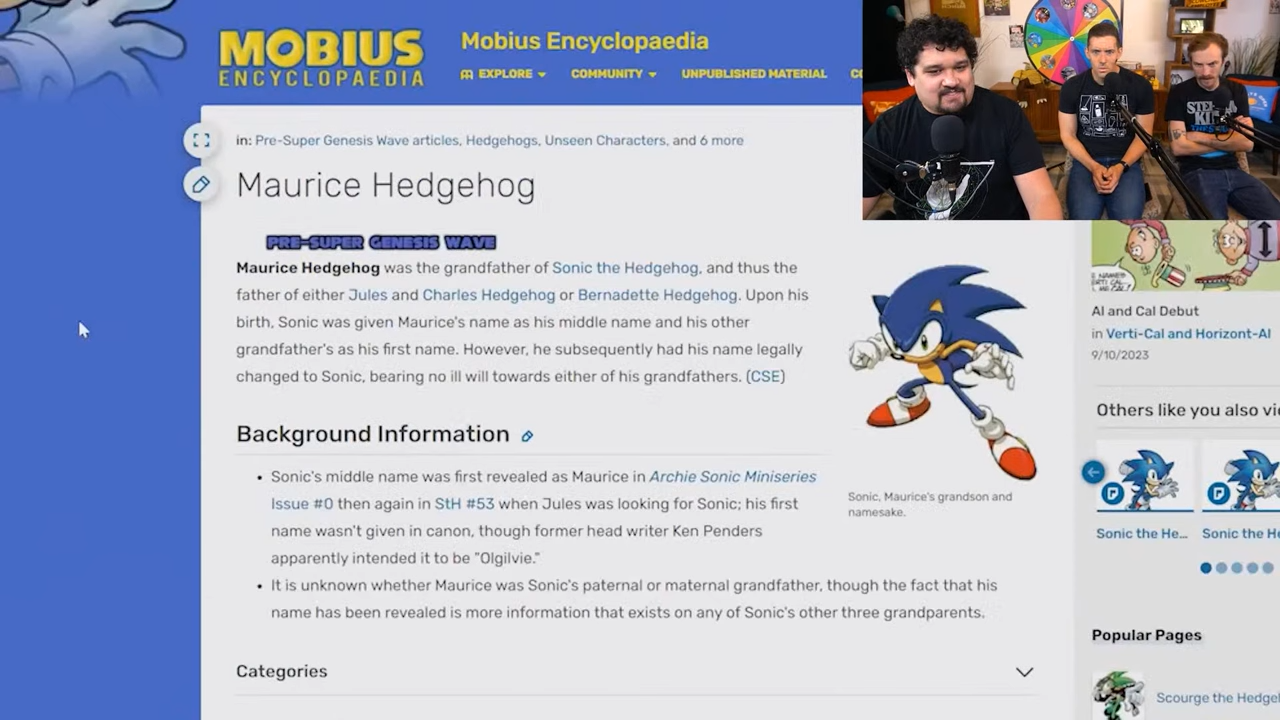 MOBIUS
ENCYCLOPAEDIA
Mobius Encyclopaedia
EXPLORE
COMMUNITY
UNPUBLISHED MATERIAL
in: Pre-Super Genesis Wave articles, Hedgehogs, Unseen Characters, and 6 more
Maurice Hedgehog
PRE-SUPER GENESIS WAVE
Maurice Hedgehog was the grandfather of Sonic the Hedgehog, and thus the
father of either Jules and Charles Hedgehog or Bernadette Hedgehog. Upon his
birth, Sonic was given Maurice's name as his middle name and his other
grandfather's as his first name. However, he subsequently had his name legally
changed to Sonic, bearing no ill will towards either of his grandfathers. (CSE)
Background Information
• Sonic's middle name was first revealed as Maurice in Archie Sonic Miniseries
Issue #0 then again in StH #53 when Jules was looking for Sonic; his first
name wasn't given in canon, though former head writer Ken Penders
apparently intended it to be "Olgilvie."
• It is unknown whether Maurice was Sonic's paternal or maternal grandfather, though the fact that his
name has been revealed is more information that exists on any of Sonic's other three grandparents.
Categories
Sonic, Maurice's grandson and
namesake.
Al and Cal Debut
in Verti-Cal and Horizont-Al
9/10/2023
Others like you also vi
Sonic the He...
Sonic the He
Popular Pages
Scourge the Hedgeh